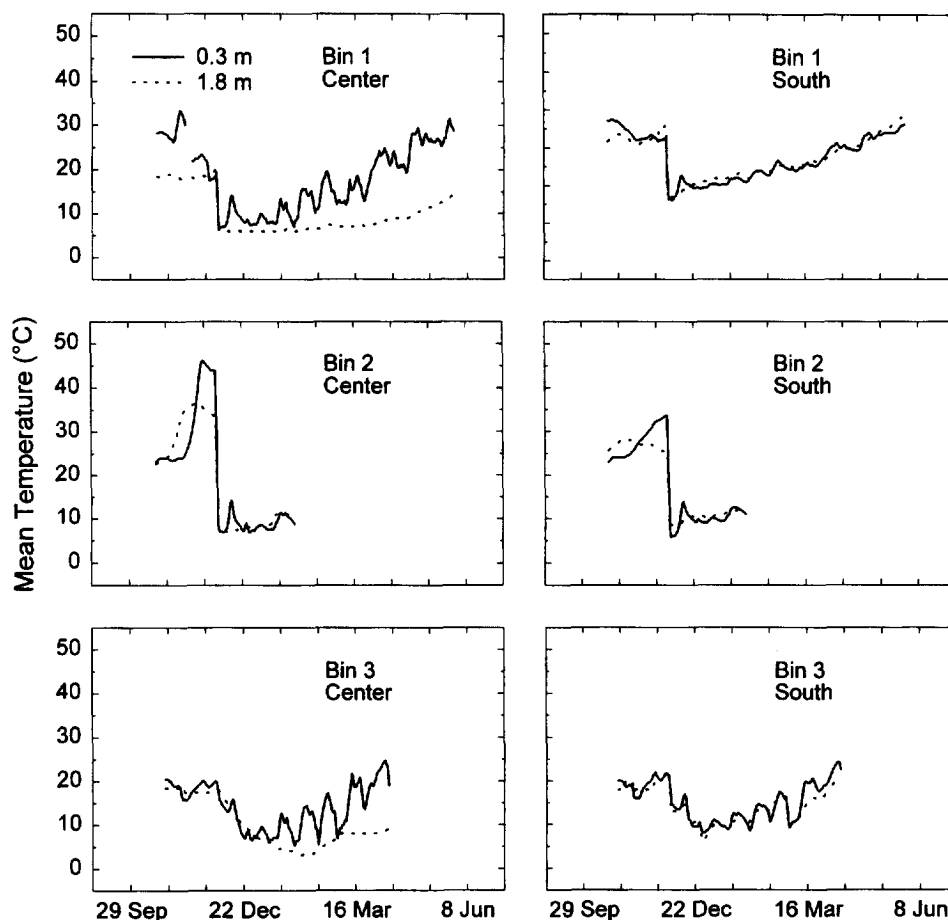 Mean Temperature (°C)
50
40
30
20
10
0
0.3 m
1.8 m
Bin 1
Center
Bin 1
South
50
40
30
20
10
0
Bin 2
Center
Bin 2
South
50
40
30
20
10
0
Bin 3
Center
Bin 3
South
29 Sep 22 Dec 16 Mar 8 Jun
29 Sep 22 Dec 16 Mar 8 Jun